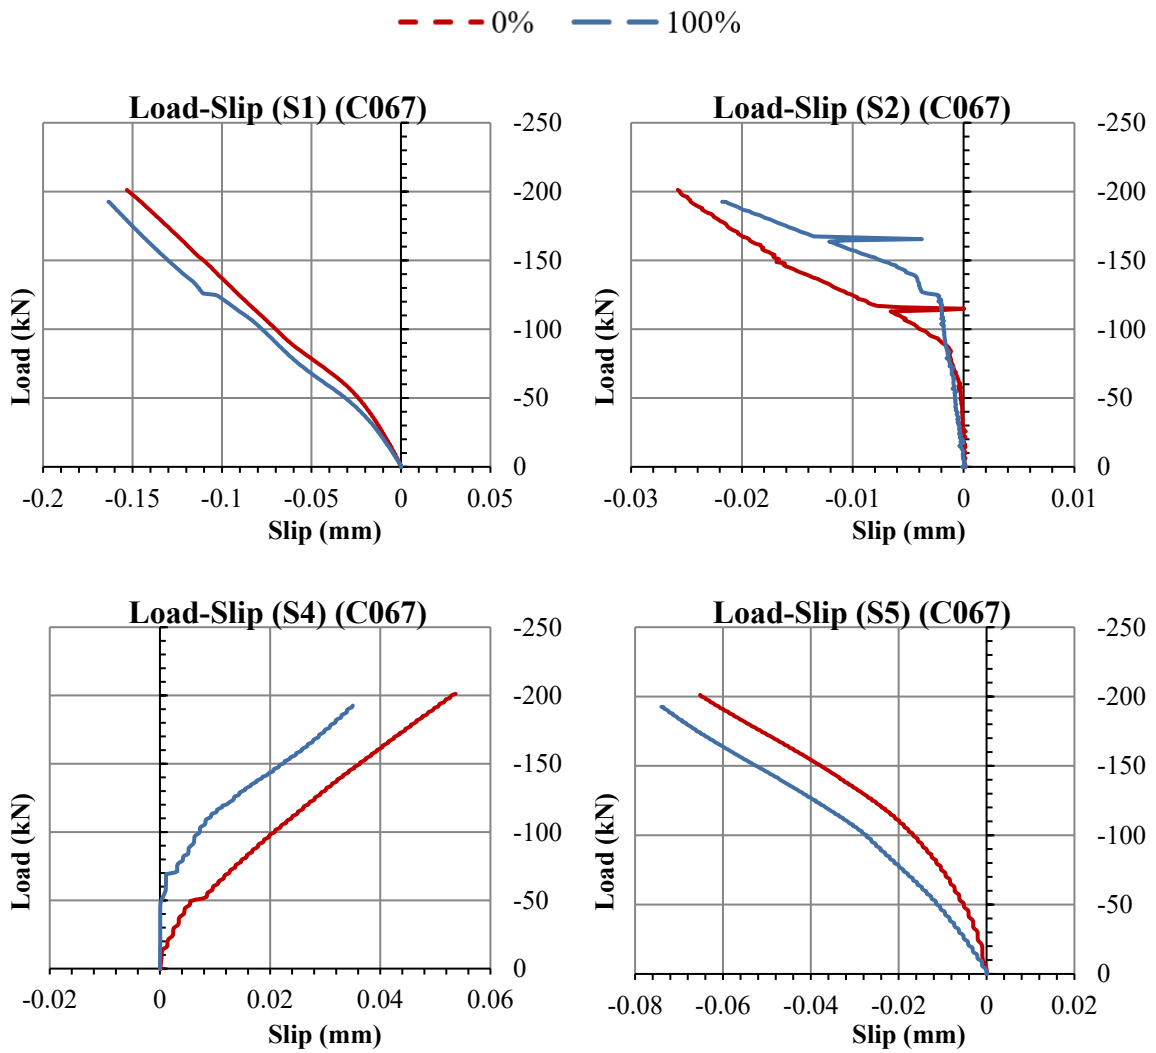 0% 100%
Load-Slip (S1) (C067)
-250
-200
-150
-100
-50
0
Load (kN)
-0.2 -0.15 -0.1 -0.05 0 0.05
Slip (mm)
Load-Slip (S2) (C067)
-250
-200
-150
-100
-50
0
Load (kN)
-0.03 -0.02 -0.01 0 0.01
Slip (mm)
Load-Slip (S4) (C067)
-250
-200
-150
-100
-50
0
Load (kN)
-0.02 0 0.02 0.04 0.06
Slip (mm)
Load-Slip (S5) (C067)
-250
-200
-150
-100
-50
0
Load (kN)
-0.08 -0.06 -0.04 -0.02 0 0.02
Slip (mm)